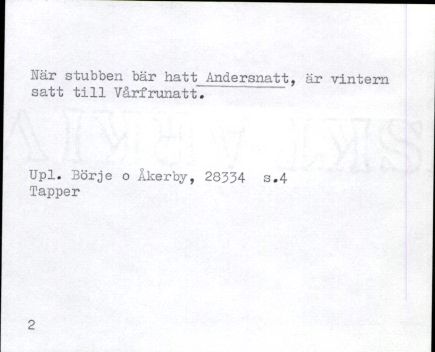 När stubben bär hatt Andersnatt, är vintern
satt till Vårfrunatt.
Upl. Börje o Åkerby, 28334 s.4
Tapper
2